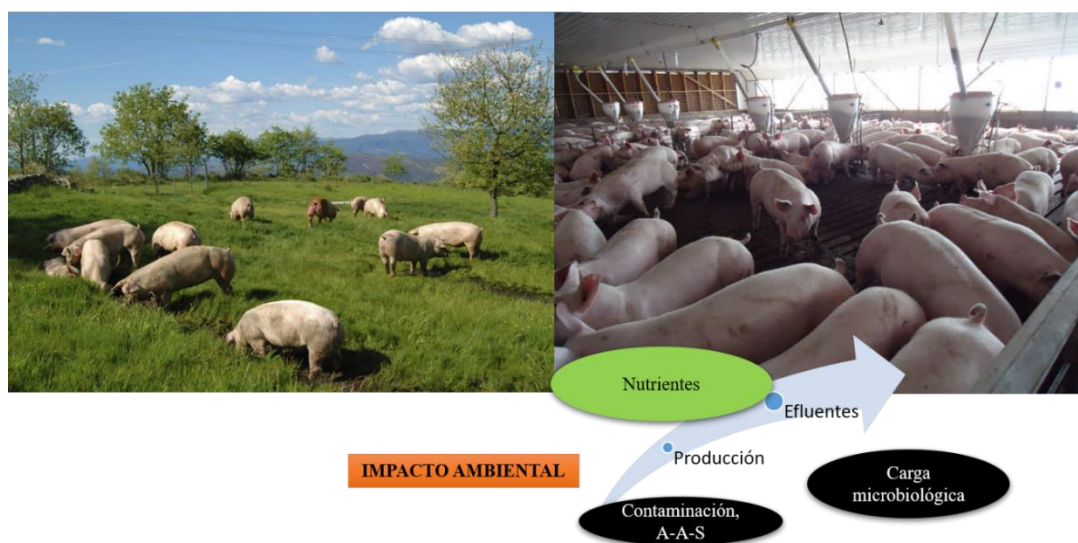 Nutrientes
Efluentes
Producción
IMPACTO AMBIENTAL
Carga
microbiológica
Contaminación,
A-A-S